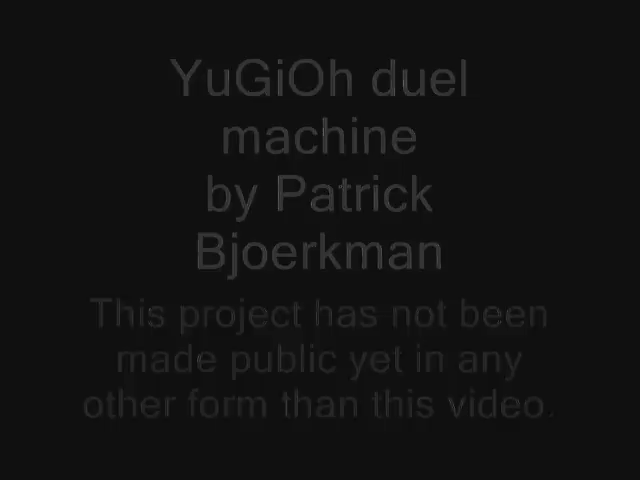 YuGiOh duel
machine
by Patrick
Bjoerkman
This project has not been
made public yet in any
other form than this video.